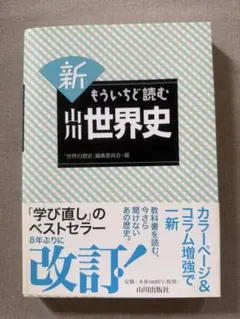 新
もういちど読む
山川 世界史
「世界の歴史」編集委員会=編
カラーページ&
コラム増強で
一新
教科書を読む、
今さら
聞けない
あの歴史。
「学び直し」の
ベストセラー
8年ぶりに
改訂!
山川出版社